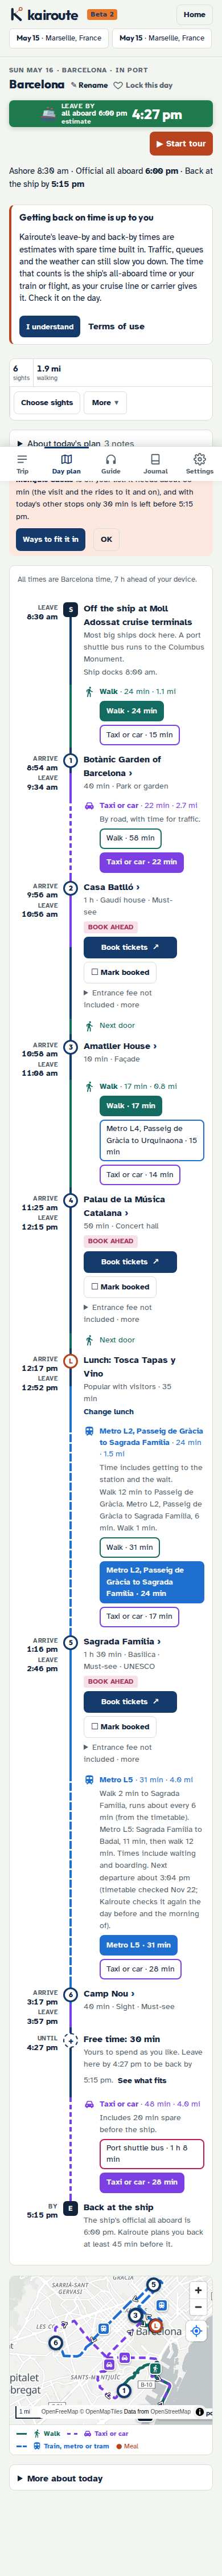 kairoute Beta 2 Home
May 15 · Marseille, France May 15 · Marseille, France
SUN MAY 16 · BARCELONA · IN PORT
Barcelona ✎ Rename ♡ Lock this day
LEAVE BY
all aboard 6:00 pm
estimate
4:27 pm
▶ Start tour
Ashore 8:30 am · Official all aboard 6:00 pm · Back at
the ship by 5:15 pm
Getting back on time is up to you
Kairoute's leave-by and back-by times are
estimates with spare time built in. Traffic, queues
and the weather can still slow you down. The time
that counts is the ship's all-aboard time or your
train or flight, as your cruise line or carrier gives
it. Check it on the day.
I understand Terms of use
6 1.9 mi
sights walking
Choose sights More ▾
▶ About today's plan 3 notes
Trip Day plan Guide Journal Settings
min (the visit and the rides to it and on), and with
today's other stops only 30 min is left before 5:15
pm.
Ways to fit it in OK
All times are Barcelona time, 7 h ahead of your device.
LEAVE
8:30 am
S
Off the ship at Moll
Adossat cruise terminals
Most big ships dock here. A port
shuttle bus runs to the Columbus
Monument.
Ship docks 8:00 am.
Walk · 24 min · 1.1 mi
Walk · 24 min
Taxi or car · 15 min
ARRIVE
8:54 am
LEAVE
9:34 am
1
Botànic Garden of
Barcelona ›
40 min · Park or garden
Taxi or car · 22 min · 2.7 mi
By road, with time for traffic.
Walk · 58 min
Taxi or car · 22 min
ARRIVE
9:56 am
LEAVE
10:56 am
2
Casa Batlló ›
1 h · Gaudí house · Must-
see
BOOK AHEAD
Book tickets ↗
☐ Mark booked
▶ Entrance fee not
included · more
Next door
ARRIVE
10:58 am
LEAVE
11:08 am
3
Amatller House ›
10 min · Façade
Walk · 17 min · 0.8 mi
Walk · 17 min
Metro L4, Passeig de
Gràcia to Urquinaona · 15
min
Taxi or car · 14 min
ARRIVE
11:25 am
LEAVE
12:15 pm
4
Palau de la Música
Catalana ›
50 min · Concert hall
BOOK AHEAD
Book tickets ↗
☐ Mark booked
▶ Entrance fee not
included · more
Next door
ARRIVE
12:17 pm
LEAVE
12:52 pm
L
Lunch: Tosca Tapas y
Vino
Popular with visitors · 35
min
Change lunch
Metro L2, Passeig de Gràcia
to Sagrada Família · 24 min
· 1.5 mi
Time includes getting to the
station and the wait.
Walk 12 min to Passeig de
Gràcia. Metro L2, Passeig de
Gràcia to Sagrada Família, 6
min. Walk 1 min.
Walk · 31 min
Metro L2, Passeig de
Gràcia to Sagrada
Família · 24 min
Taxi or car · 17 min
ARRIVE
1:16 pm
LEAVE
2:46 pm
5
Sagrada Família ›
1 h 30 min · Basilica ·
Must-see · UNESCO
BOOK AHEAD
Book tickets ↗
☐ Mark booked
▶ Entrance fee not
included · more
Metro L5 · 31 min · 4.0 mi
Walk 2 min to Sagrada
Família, runs about every 6
min (from the timetable).
Metro L5: Sagrada Família to
Badal, 11 min, then walk 12
min. Times include waiting
and boarding. Next
departure about 3:04 pm
(timetable checked Nov 22;
Kairoute checks it again the
day before and the morning
of).
Metro L5 · 31 min
Taxi or car · 28 min
ARRIVE
3:17 pm
LEAVE
3:57 pm
6
Camp Nou ›
40 min · Sight · Must-see
UNTIL
4:27 pm
+
Free time: 30 min
Yours to spend as you like. Leave
here by 4:27 pm to be back by
5:15 pm. See what fits
Taxi or car · 48 min · 4.0 mi
Includes 20 min spare
before the ship.
Port shuttle bus · 1 h 8
min
Taxi or car · 28 min
BY
5:15 pm
E
Back at the ship
The ship's official all aboard is
6:00 pm. Kairoute plans you back
at least 45 min before it.
GRÀCIA
SARRIÀ-SANT
GERVASI
LES CO
5
3
L
6
Barcelona
pitalet
bregat
SANTS-MONTJUÏC
B-10
1
+
−
1 mi
OpenFreeMap © OpenMapTiles Data from OpenStreetMap
Walk Taxi or car
Train, metro or tram Meal
▶ More about today